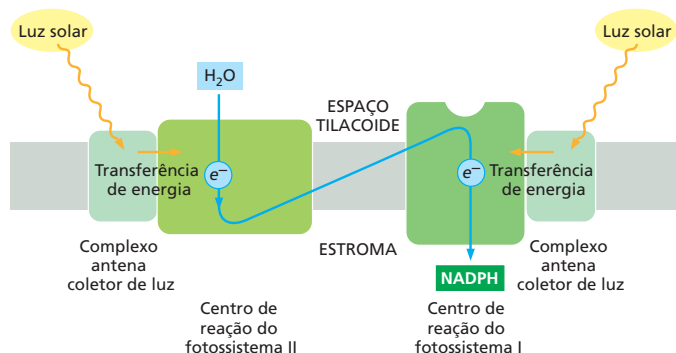 Luz solar
Luz solar
H₂O
ESPAÇO
TILACOIDE
Transferência
de energia
e⁻
e⁻
Transferência
de energia
Complexo
antena
coletor de luz
ESTROMA
Complexo
antena
coletor de luz
NADPH
Centro de
reação do
fotossistema II
Centro de
reação do
fotossistema I